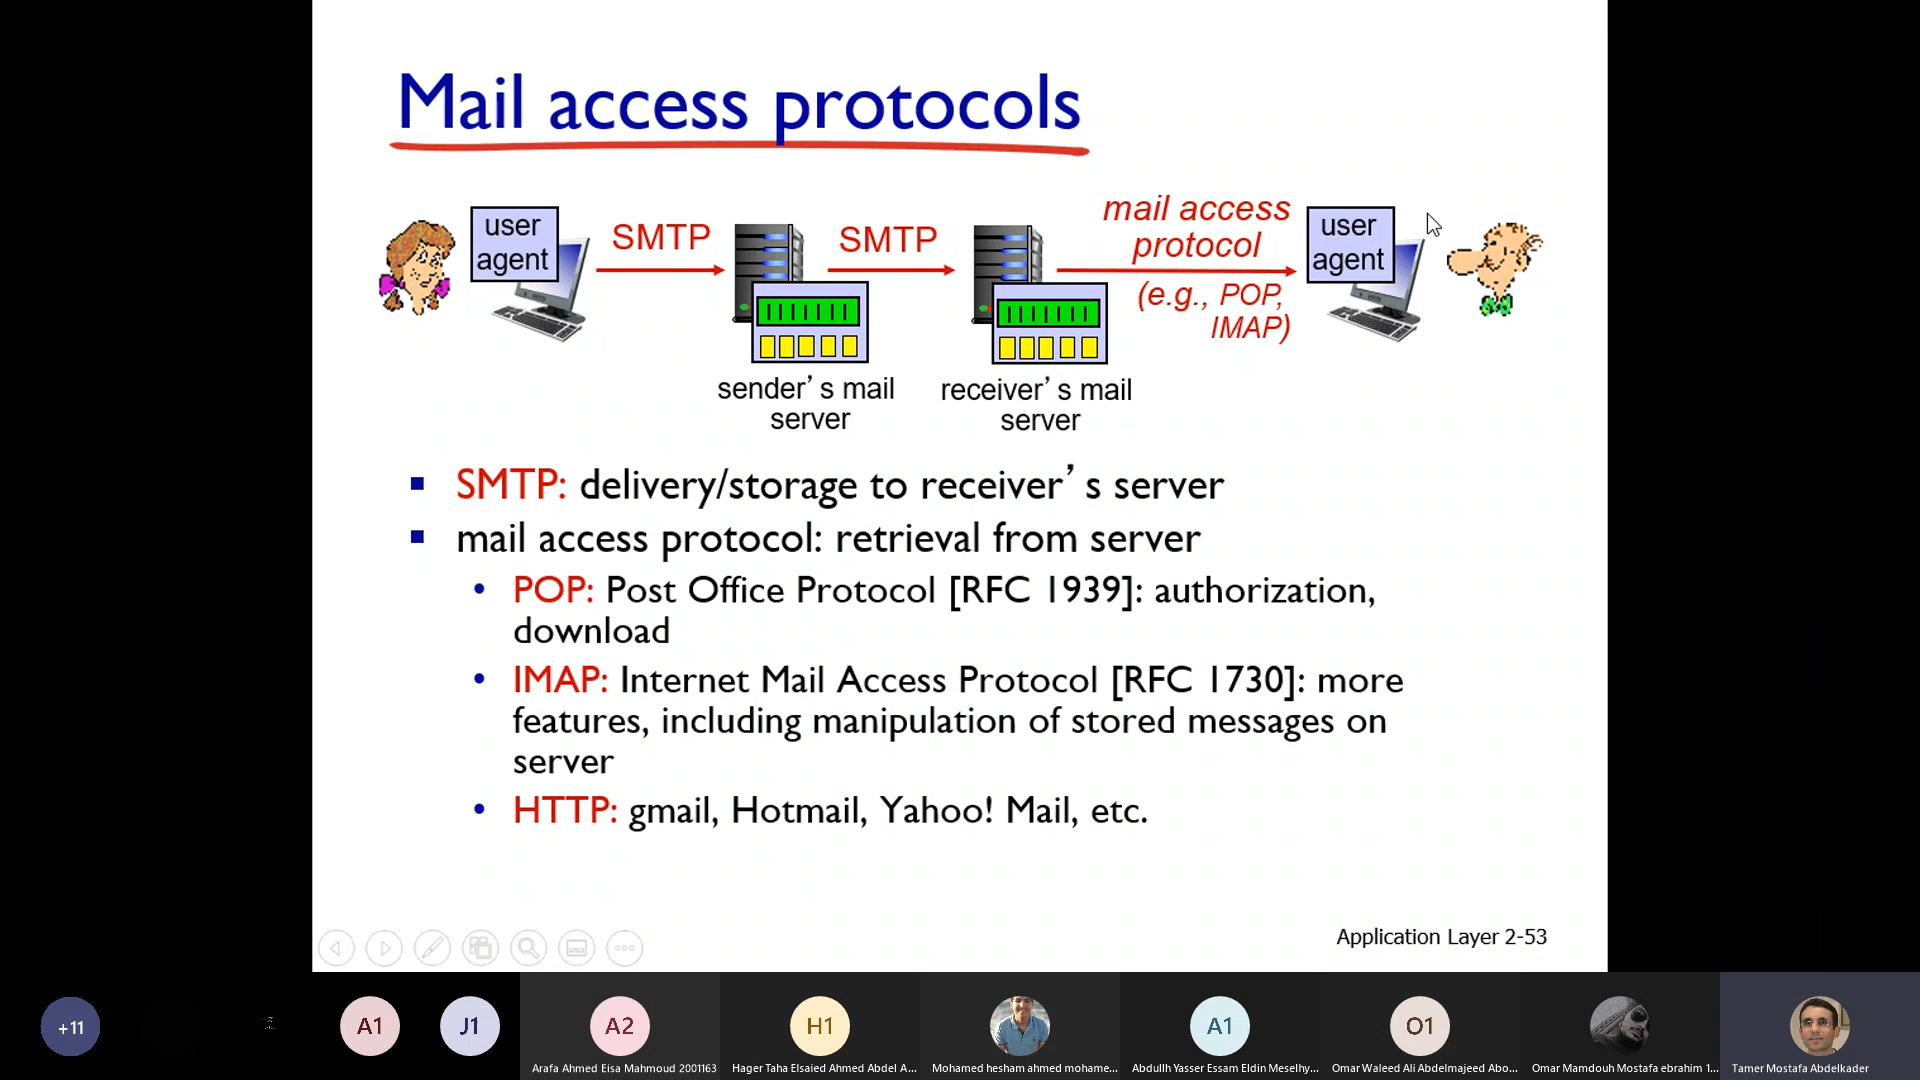 Mail access protocols
user
agent
SMTP
SMTP
mail access
protocol
(e.g., POP,
IMAP)
user
agent
sender’ s mail
server
receiver’ s mail
server
SMTP: delivery/storage to receiver’ s server
mail access protocol: retrieval from server
POP: Post Office Protocol [RFC 1939]: authorization,
download
IMAP: Internet Mail Access Protocol [RFC 1730]: more
features, including manipulation of stored messages on
server
HTTP: gmail, Hotmail, Yahoo! Mail, etc.
Application Layer 2-53
+11
A1
J1
A2
H1
A1
O1
Arafa Ahmed Eisa Mahmoud 2001163
Hager Taha Elsaied Ahmed Abdel A...
Mohamed hesham ahmed mohame...
Abdullh Yasser Essam Eldin Meselhy...
Omar Waleed Ali Abdelmajeed Abo...
Omar Mamdouh Mostafa ebrahim 1...
Tamer Mostafa Abdelkader